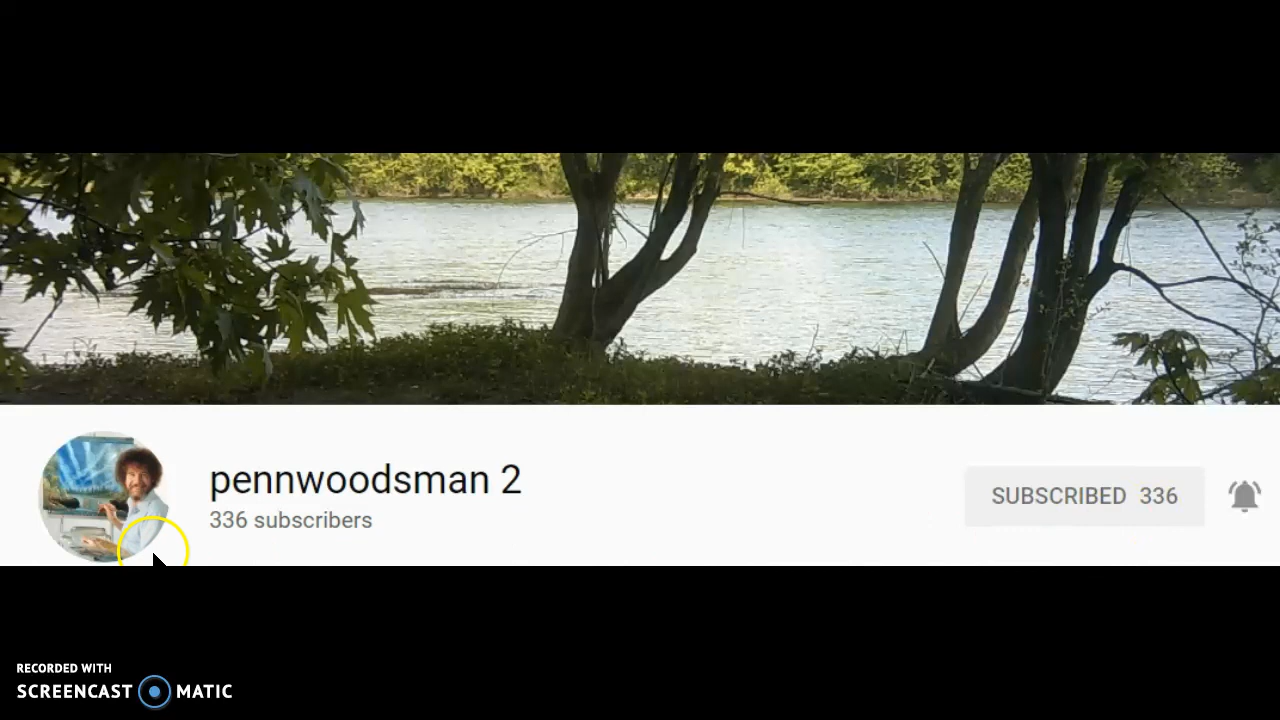 pennwoodsman 2
336 subscribers
SUBSCRIBED 336
RECORDED WITH
SCREENCAST MATIC